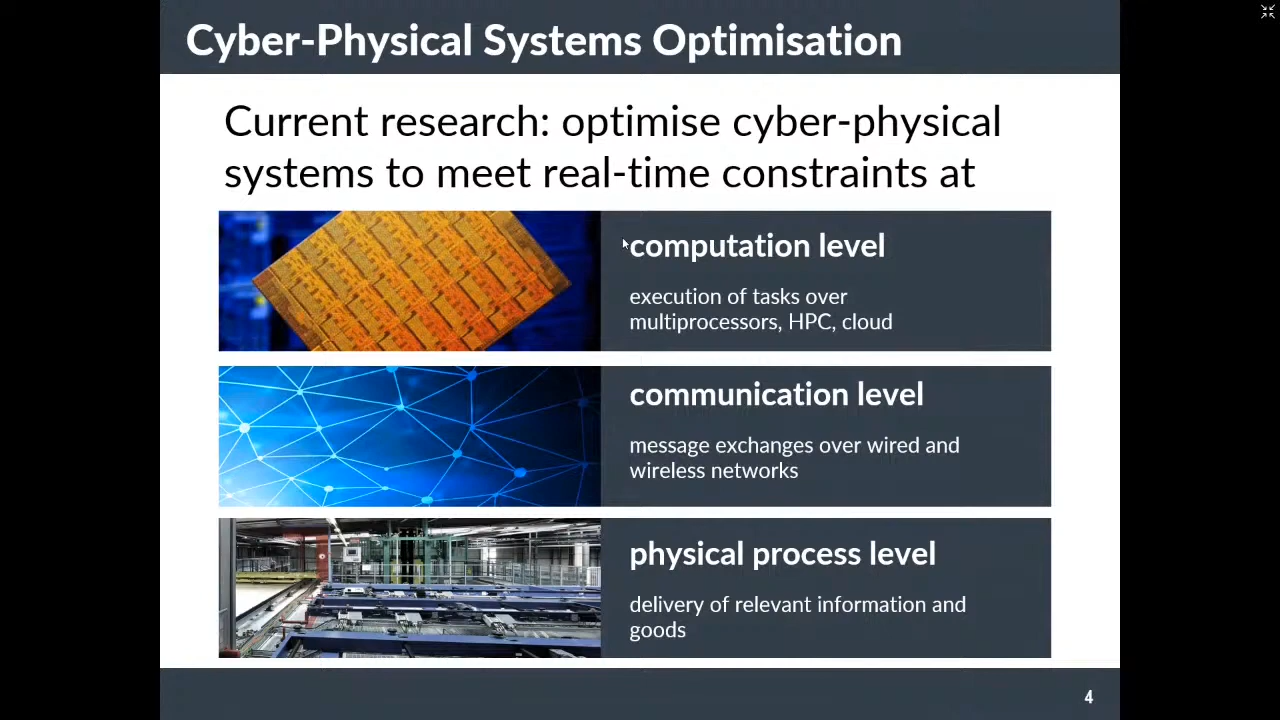 Cyber-Physical Systems Optimisation
Current research: optimise cyber-physical
systems to meet real-time constraints at
computation level
execution of tasks over
multiprocessors, HPC, cloud
communication level
message exchanges over wired and
wireless networks
physical process level
delivery of relevant information and
goods
4